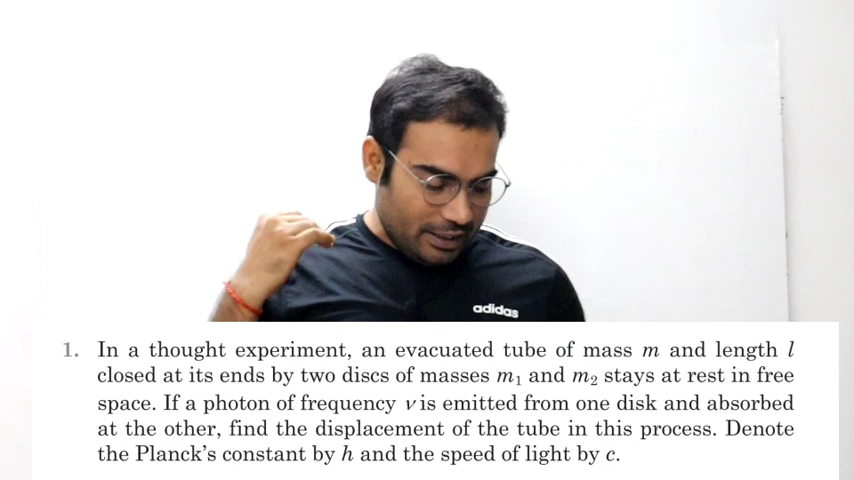 adidas
1. In a thought experiment, an evacuated tube of mass m and length l
closed at its ends by two discs of masses m₁ and m₂ stays at rest in free
space. If a photon of frequency ν is emitted from one disk and absorbed
at the other, find the displacement of the tube in this process. Denote
the Planck's constant by h and the speed of light by c.